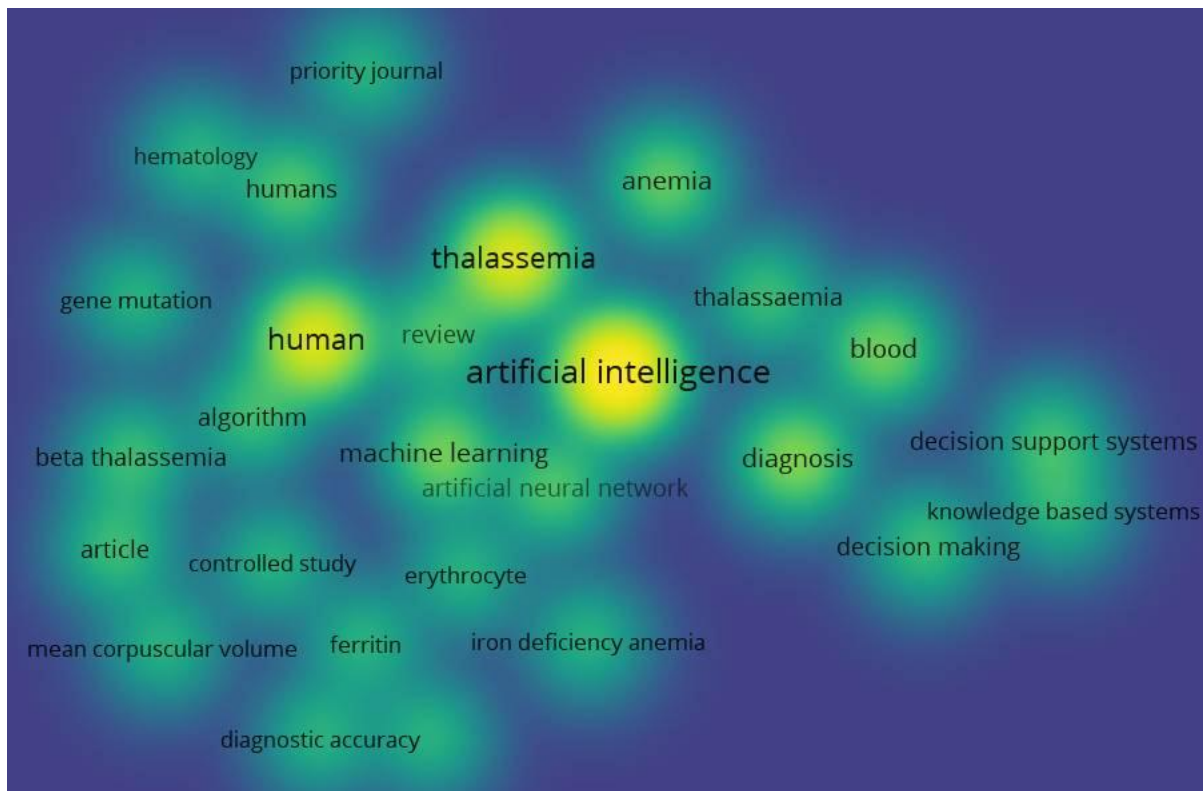 priority journal
hematology
humans
anemia
thalassemia
gene mutation
thalassaemia
human
review
blood
artificial intelligence
algorithm
decision support systems
beta thalassemia
machine learning
diagnosis
artificial neural network
knowledge based systems
article
decision making
controlled study
erythrocyte
mean corpuscular volume
ferritin
iron deficiency anemia
diagnostic accuracy